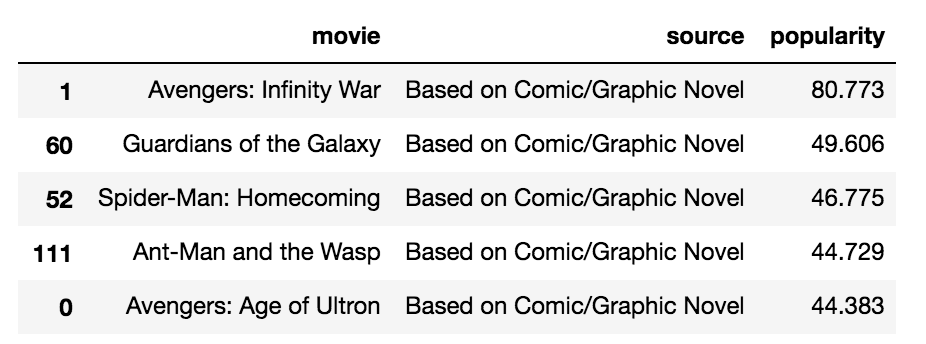 movie source popularity
1 Avengers: Infinity War Based on Comic/Graphic Novel 80.773
60 Guardians of the Galaxy Based on Comic/Graphic Novel 49.606
52 Spider-Man: Homecoming Based on Comic/Graphic Novel 46.775
111 Ant-Man and the Wasp Based on Comic/Graphic Novel 44.729
0 Avengers: Age of Ultron Based on Comic/Graphic Novel 44.383